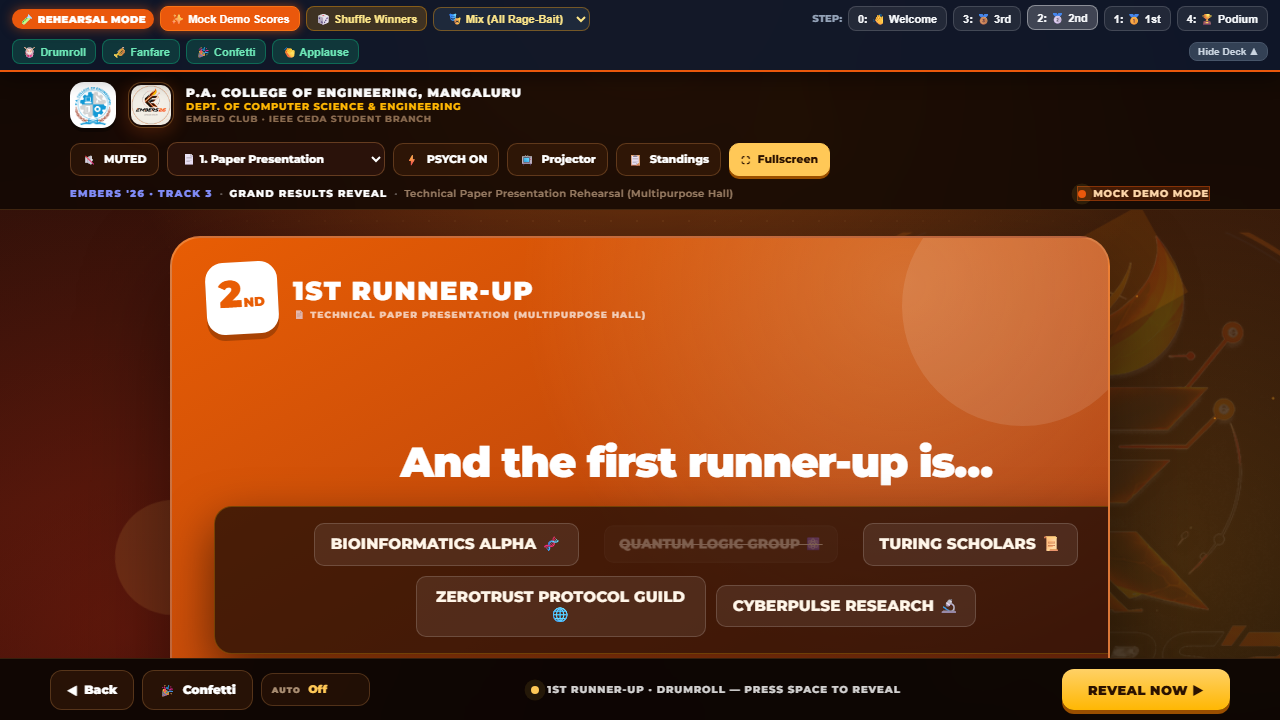 🧪 REHEARSAL MODE
✨ Mock Demo Scores
🎲 Shuffle Winners
🎭 Mix (All Rage-Bait)
STEP:
0: 👋 Welcome
3: 🥉 3rd
2: 🥈 2nd
1: 🥇 1st
4: 🏆 Podium
🥁 Drumroll
🎺 Fanfare
🎉 Confetti
👏 Applause
Hide Deck ▲
P.A. COLLEGE OF ENGINEERING, MANGALURU
DEPT. OF COMPUTER SCIENCE & ENGINEERING
EMBED CLUB · IEEE CEDA STUDENT BRANCH
MUTED
1. Paper Presentation
PSYCH ON
Projector
Standings
Fullscreen
EMBERS '26 · TRACK 3 · GRAND RESULTS REVEAL · Technical Paper Presentation Rehearsal (Multipurpose Hall)
MOCK DEMO MODE
2ND
1ST RUNNER-UP
TECHNICAL PAPER PRESENTATION (MULTIPURPOSE HALL)
And the first runner-up is...
BIOINFORMATICS ALPHA 🧬
QUANTUM LOGIC GROUP
TURING SCHOLARS 📜
ZEROTRUST PROTOCOL GUILD
🌐
CYBERPULSE RESEARCH 🔬
◀ Back
🎉 Confetti
AUTO Off
1ST RUNNER-UP · DRUMROLL — PRESS SPACE TO REVEAL
REVEAL NOW ▶